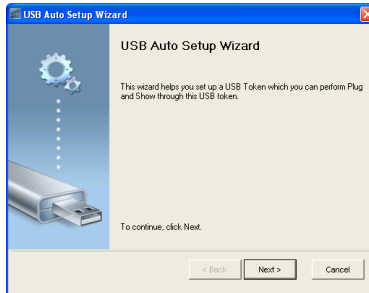 USB Auto Setup Wizard
USB Auto Setup Wizard
This wizard helps you set up a USB Token which you can perform Plug
and Show through this USB token.
To continue, click Next.
< Back
Next >
Cancel